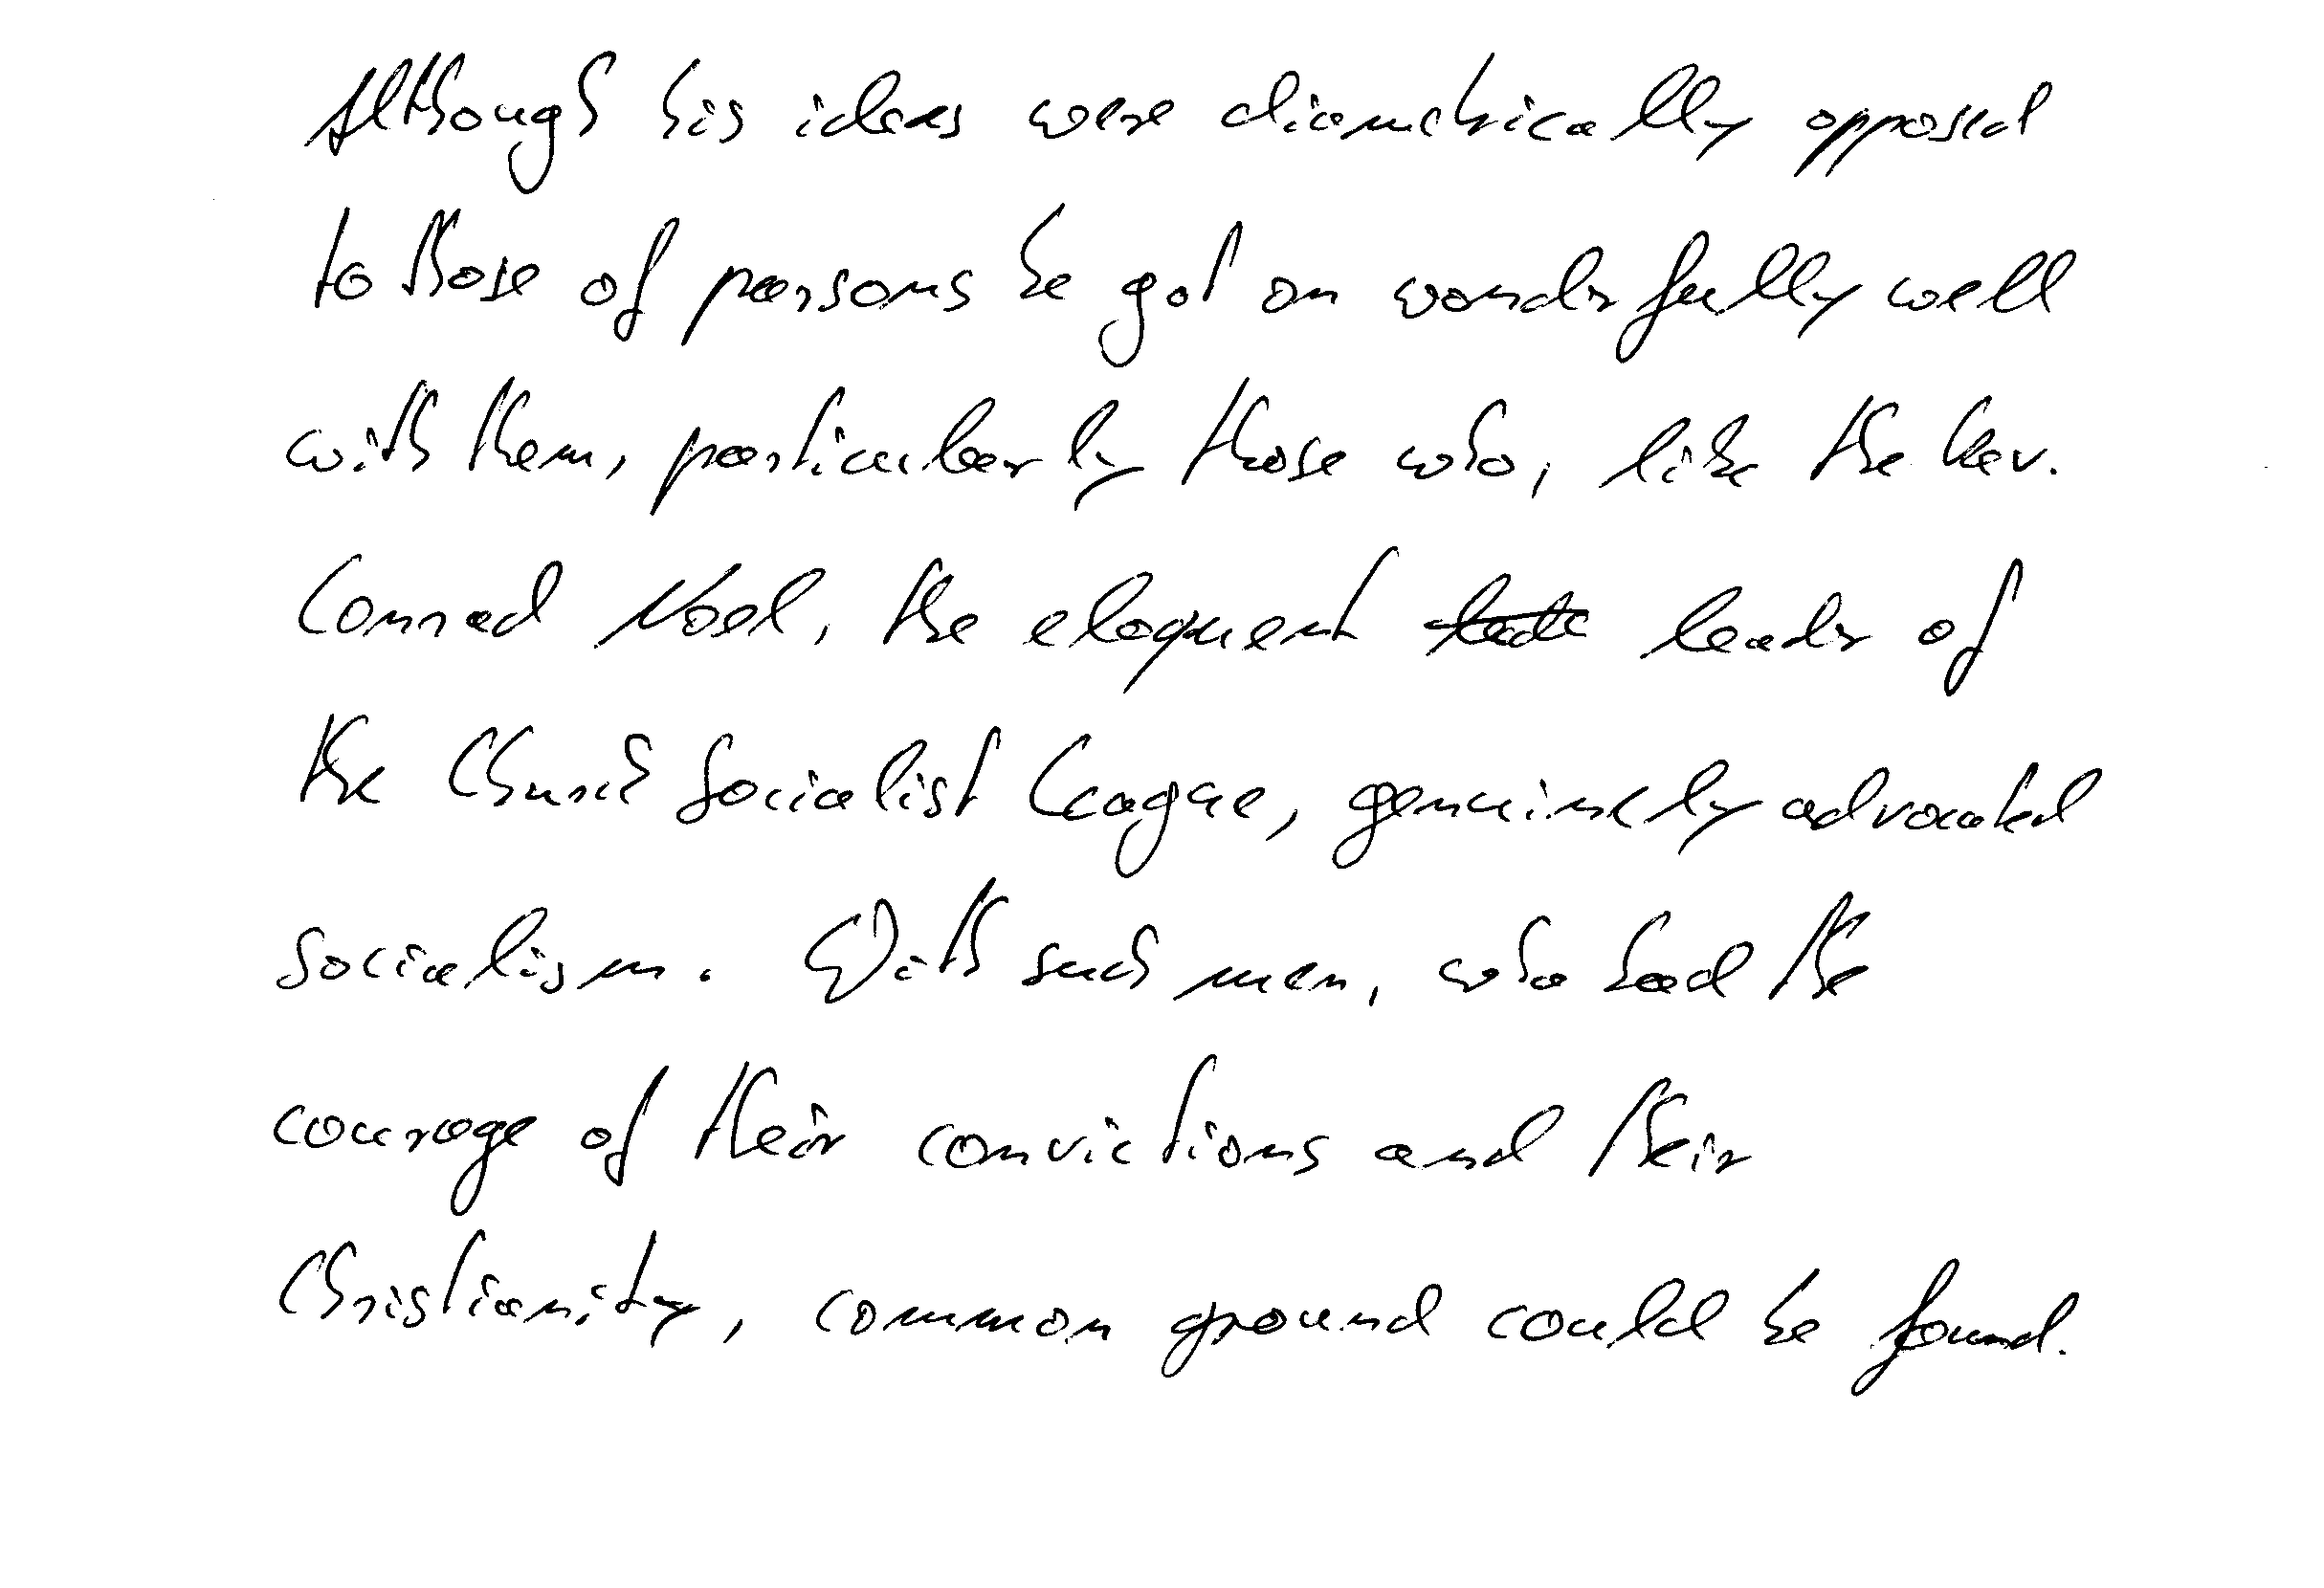 Although his ideas were diametrically opposed
to those of parsons he got on wonderfully well
with them, particularly those who, like the Rev.
Conrad Noel, the eloquent leader of
the Church Socialist League, genuinely advocated
socialism. With such men, who had the
courage of their convictions and their
Christianity, common ground could be found.